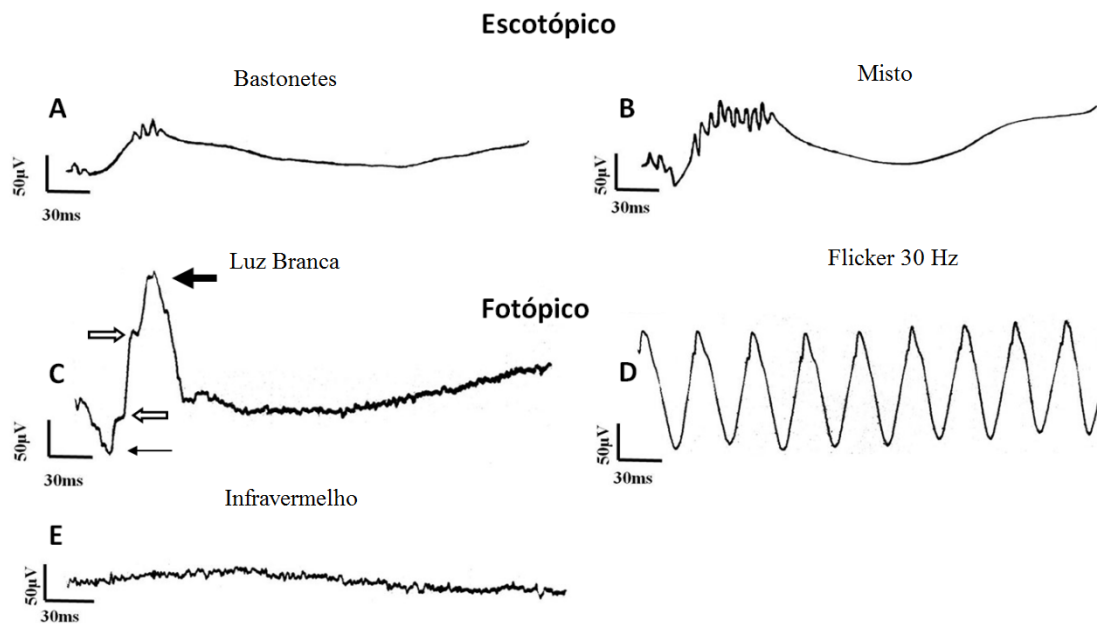 Escotópico
Bastonetes
Misto
A
B
50µV
30ms
50µV
30ms
Luz Branca
Flicker 30 Hz
Fotópico
C
D
50µV
30ms
50µV
30ms
Infravermelho
E
50µV
30ms